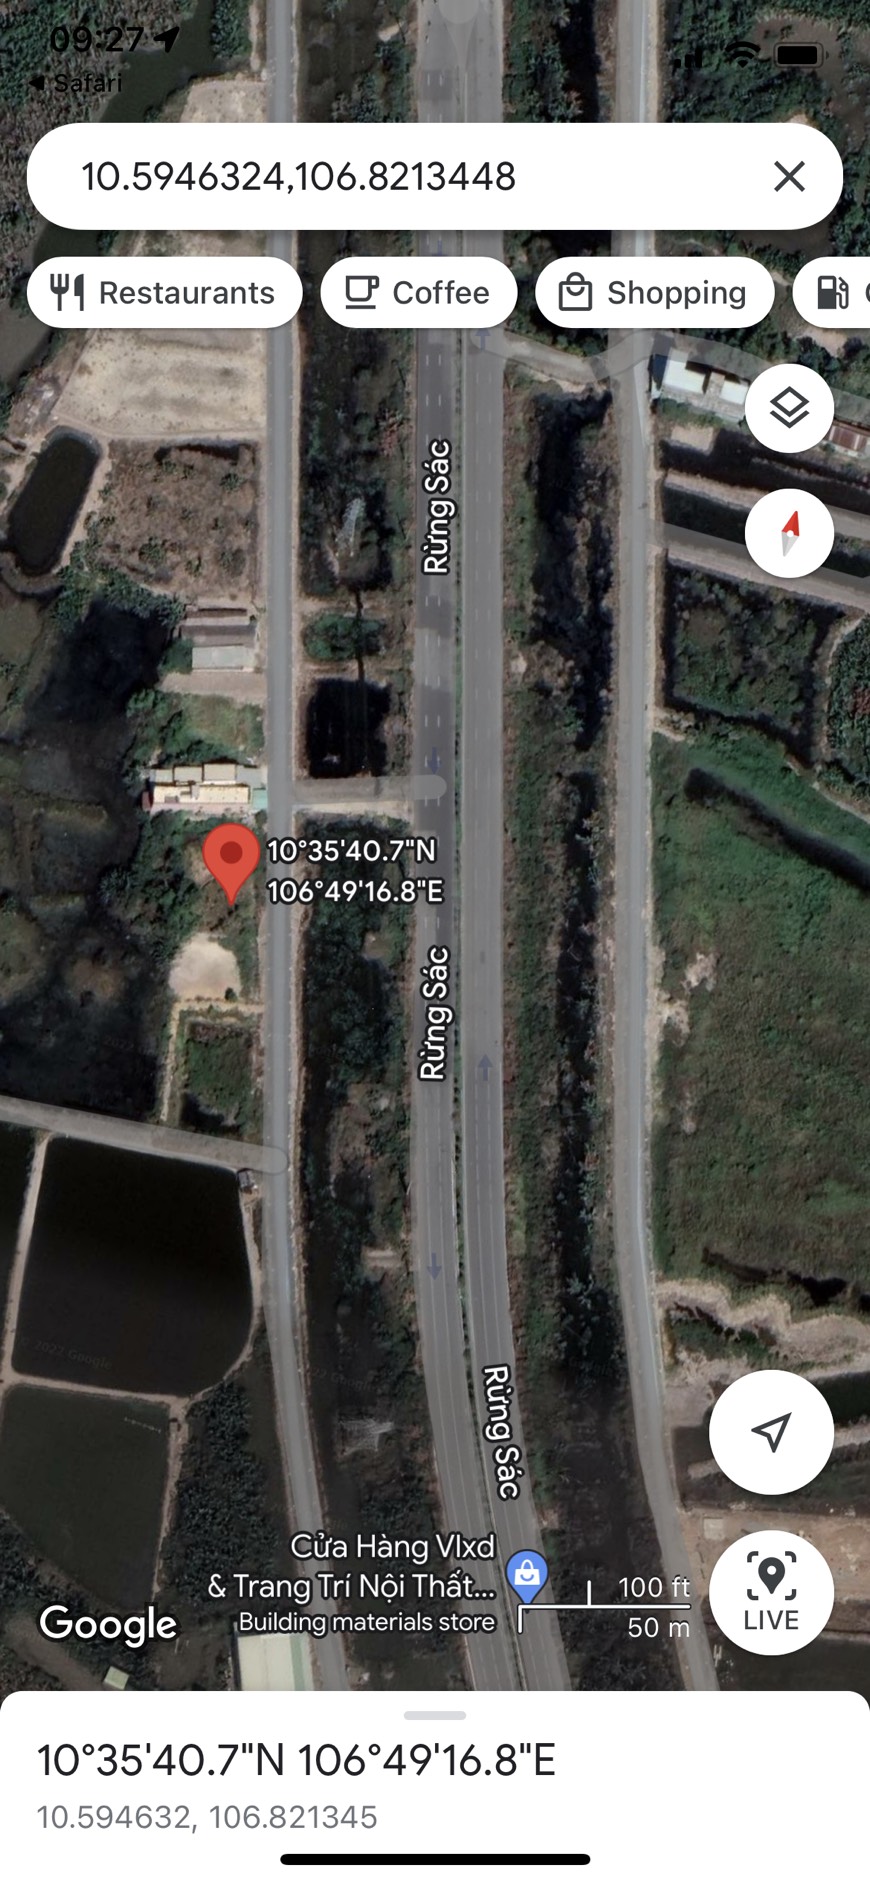 09:27
Safari
10.5946324,106.8213448
Restaurants
Coffee
Shopping
Rừng Sác
10°35'40.7"N
106°49'16.8"E
Rừng Sác
Rừng Sác
Cửa Hàng Vlxd
& Trang Trí Nội Thất...
Building materials store
100 ft
50 m
LIVE
Google
10°35'40.7"N 106°49'16.8"E
10.594632, 106.821345